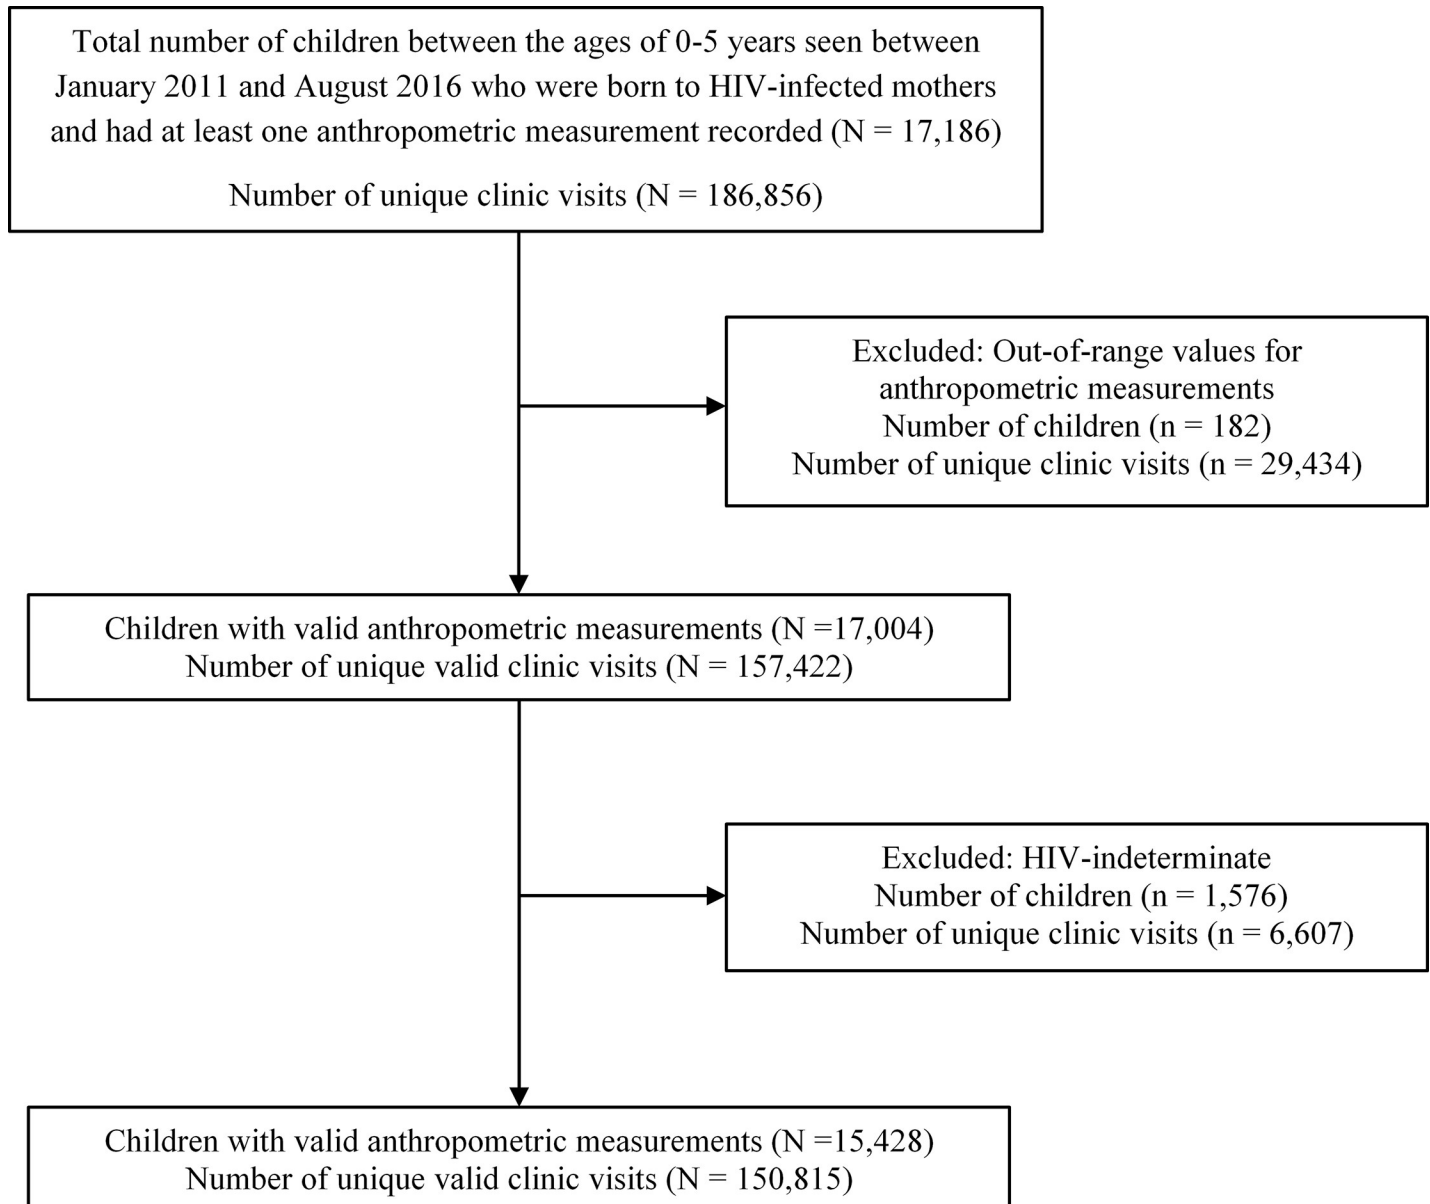 Total number of children between the ages of 0-5 years seen between
January 2011 and August 2016 who were born to HIV-infected mothers
and had at least one anthropometric measurement recorded (N = 17,186)
Number of unique clinic visits (N = 186,856)
Excluded: Out-of-range values for
anthropometric measurements
Number of children (n = 182)
Number of unique clinic visits (n = 29,434)
Children with valid anthropometric measurements (N =17,004)
Number of unique valid clinic visits (N = 157,422)
Excluded: HIV-indeterminate
Number of children (n = 1,576)
Number of unique clinic visits (n = 6,607)
Children with valid anthropometric measurements (N =15,428)
Number of unique valid clinic visits (N = 150,815)